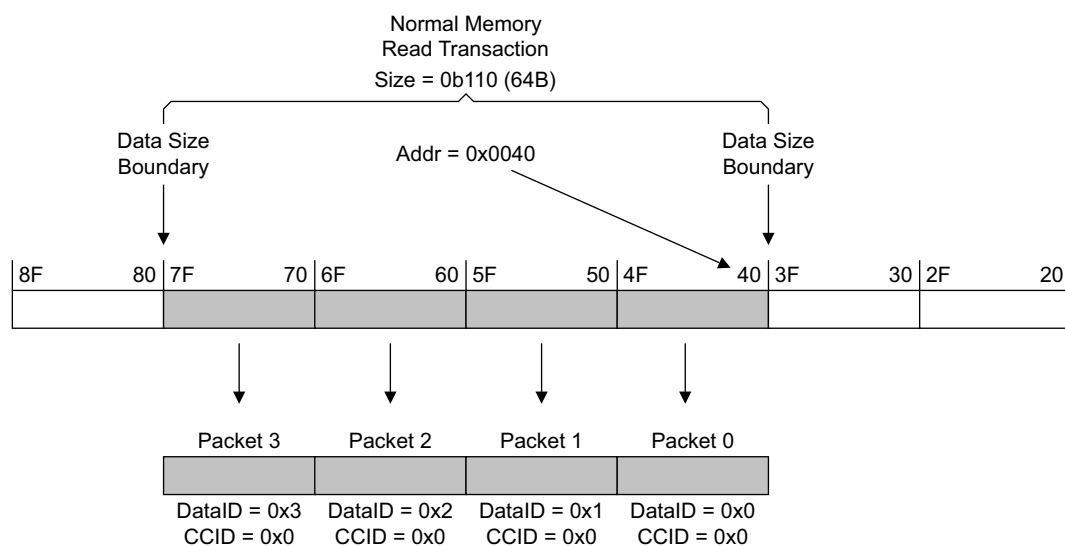 Normal Memory
Read Transaction
Size = 0b110 (64B)
Data Size
Boundary
Addr = 0x0040
Data Size
Boundary
8F 80 7F 70 6F 60 5F 50 4F 40 3F 30 2F 20
Packet 3 Packet 2 Packet 1 Packet 0
DataID = 0x3 DataID = 0x2 DataID = 0x1 DataID = 0x0
CCID = 0x0 CCID = 0x0 CCID = 0x0 CCID = 0x0